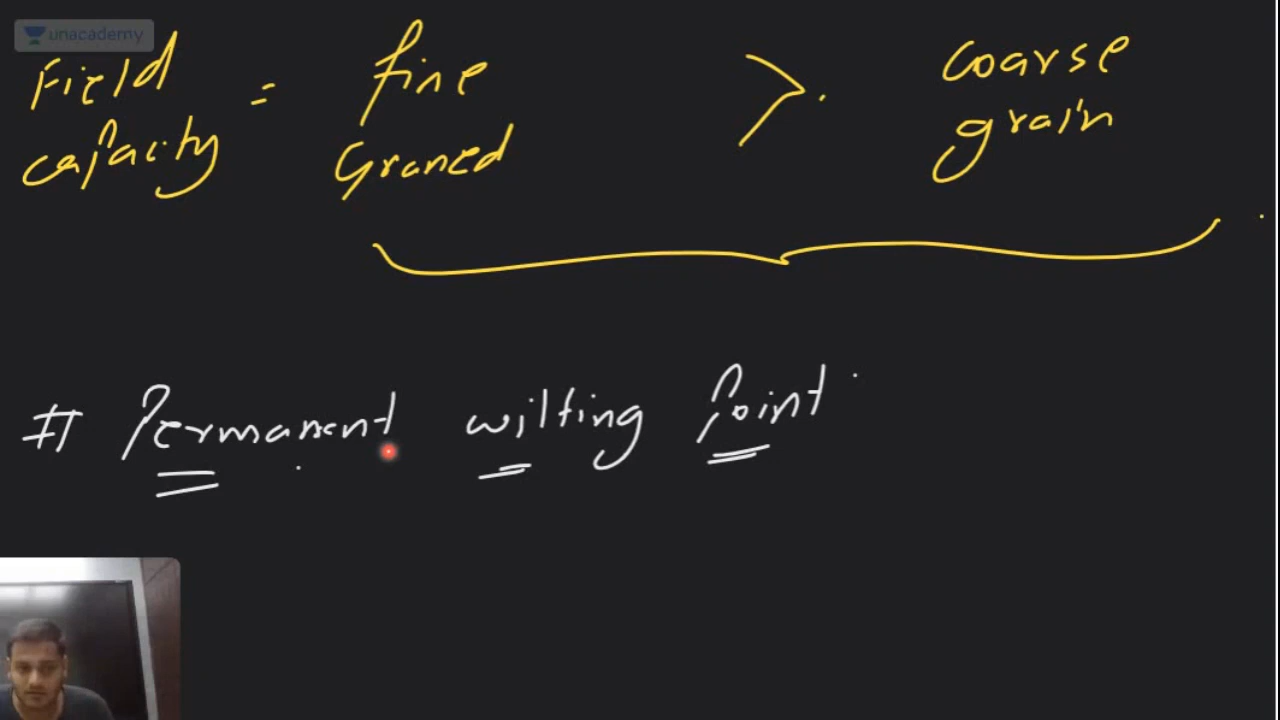 unacademy
Field = fine > . coarse
capacity Graned grain
# Permanent wilting Point